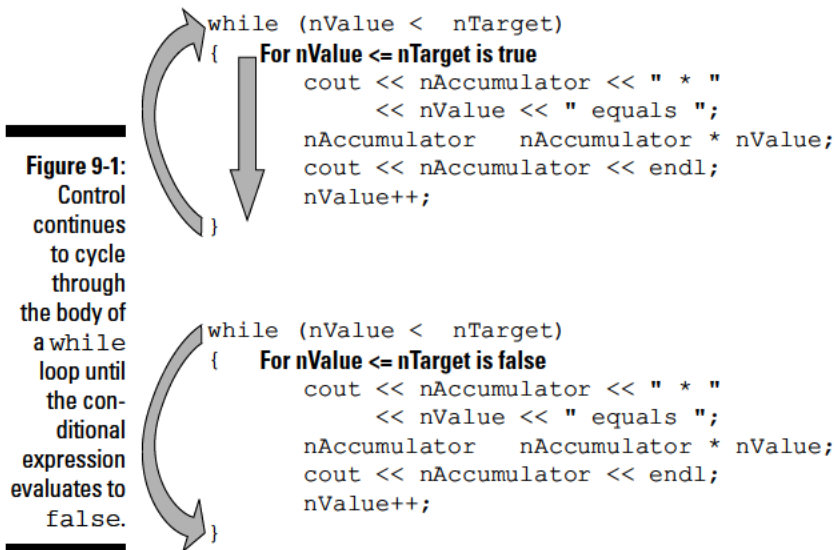 while (nValue <  nTarget)
{ For nValue <= nTarget is true
cout << nAccumulator << " * "
<< nValue << " equals ";
nAccumulator   nAccumulator * nValue;
cout << nAccumulator << endl;
nValue++;
}
Figure 9-1:
Control
continues
to cycle
through
the body of
a while
loop until
the con-
ditional
expression
evaluates to
false.
while (nValue <  nTarget)
{ For nValue <= nTarget is false
cout << nAccumulator << " * "
<< nValue << " equals ";
nAccumulator   nAccumulator * nValue;
cout << nAccumulator << endl;
nValue++;
}